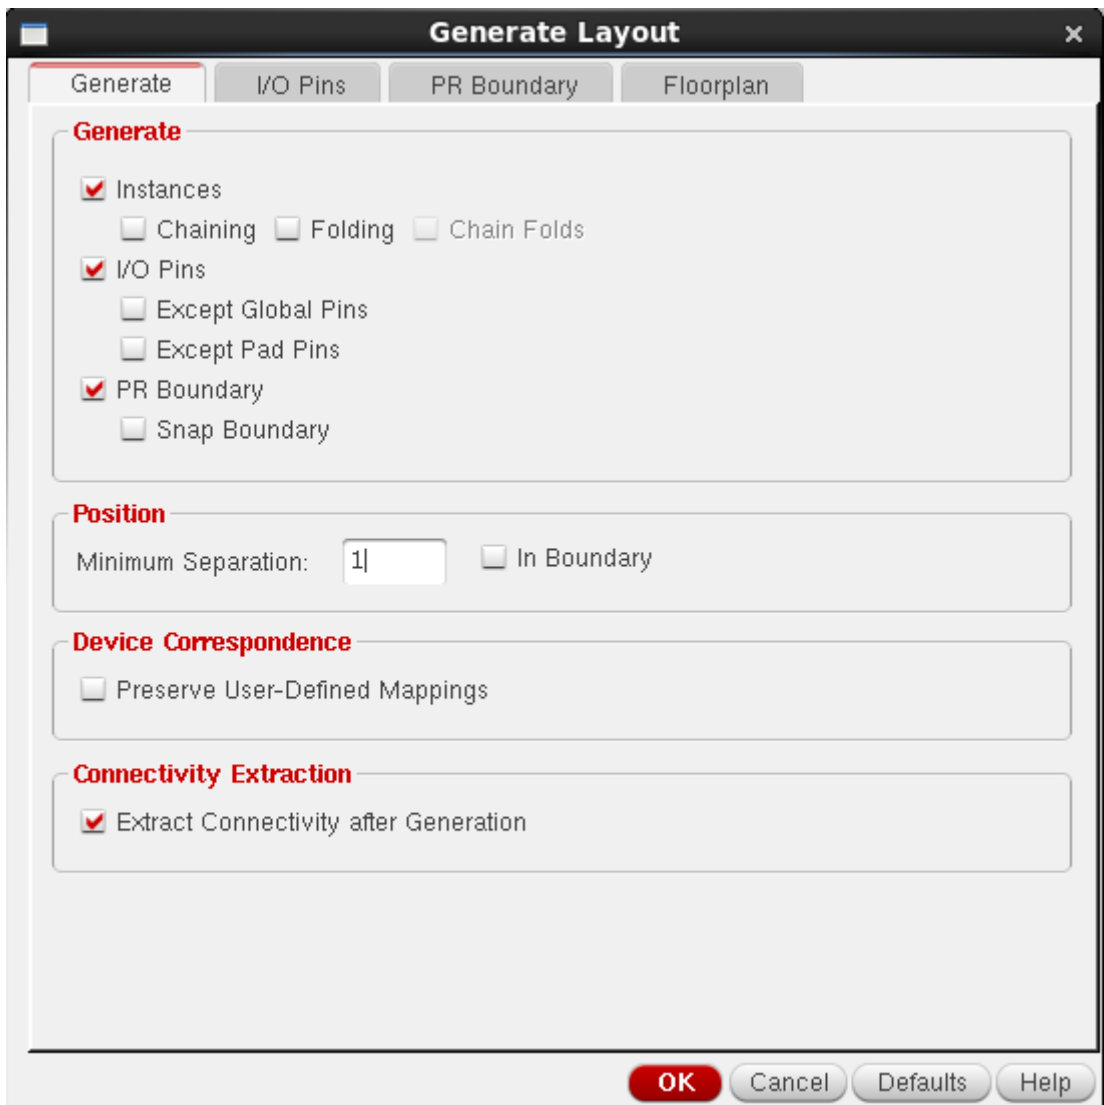 Generate Layout
Generate I/O Pins PR Boundary Floorplan
Generate
Instances
Chaining Folding Chain Folds
I/O Pins
Except Global Pins
Except Pad Pins
PR Boundary
Snap Boundary
Position
Minimum Separation: 1 In Boundary
Device Correspondence
Preserve User-Defined Mappings
Connectivity Extraction
Extract Connectivity after Generation
OK Cancel Defaults Help